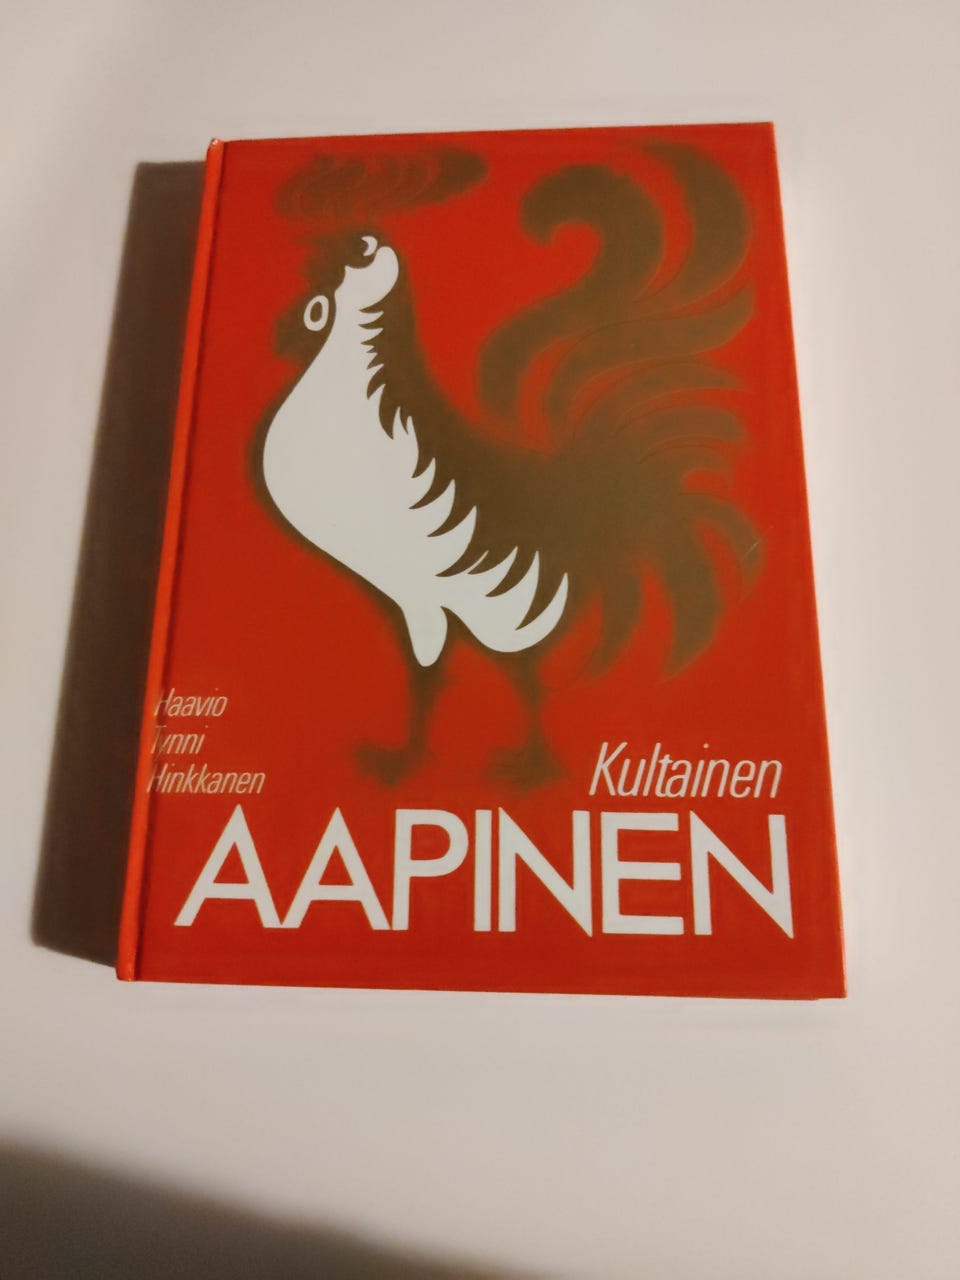 Haavio
Tynni
Hinkkanen
Kultainen
AAPINEN